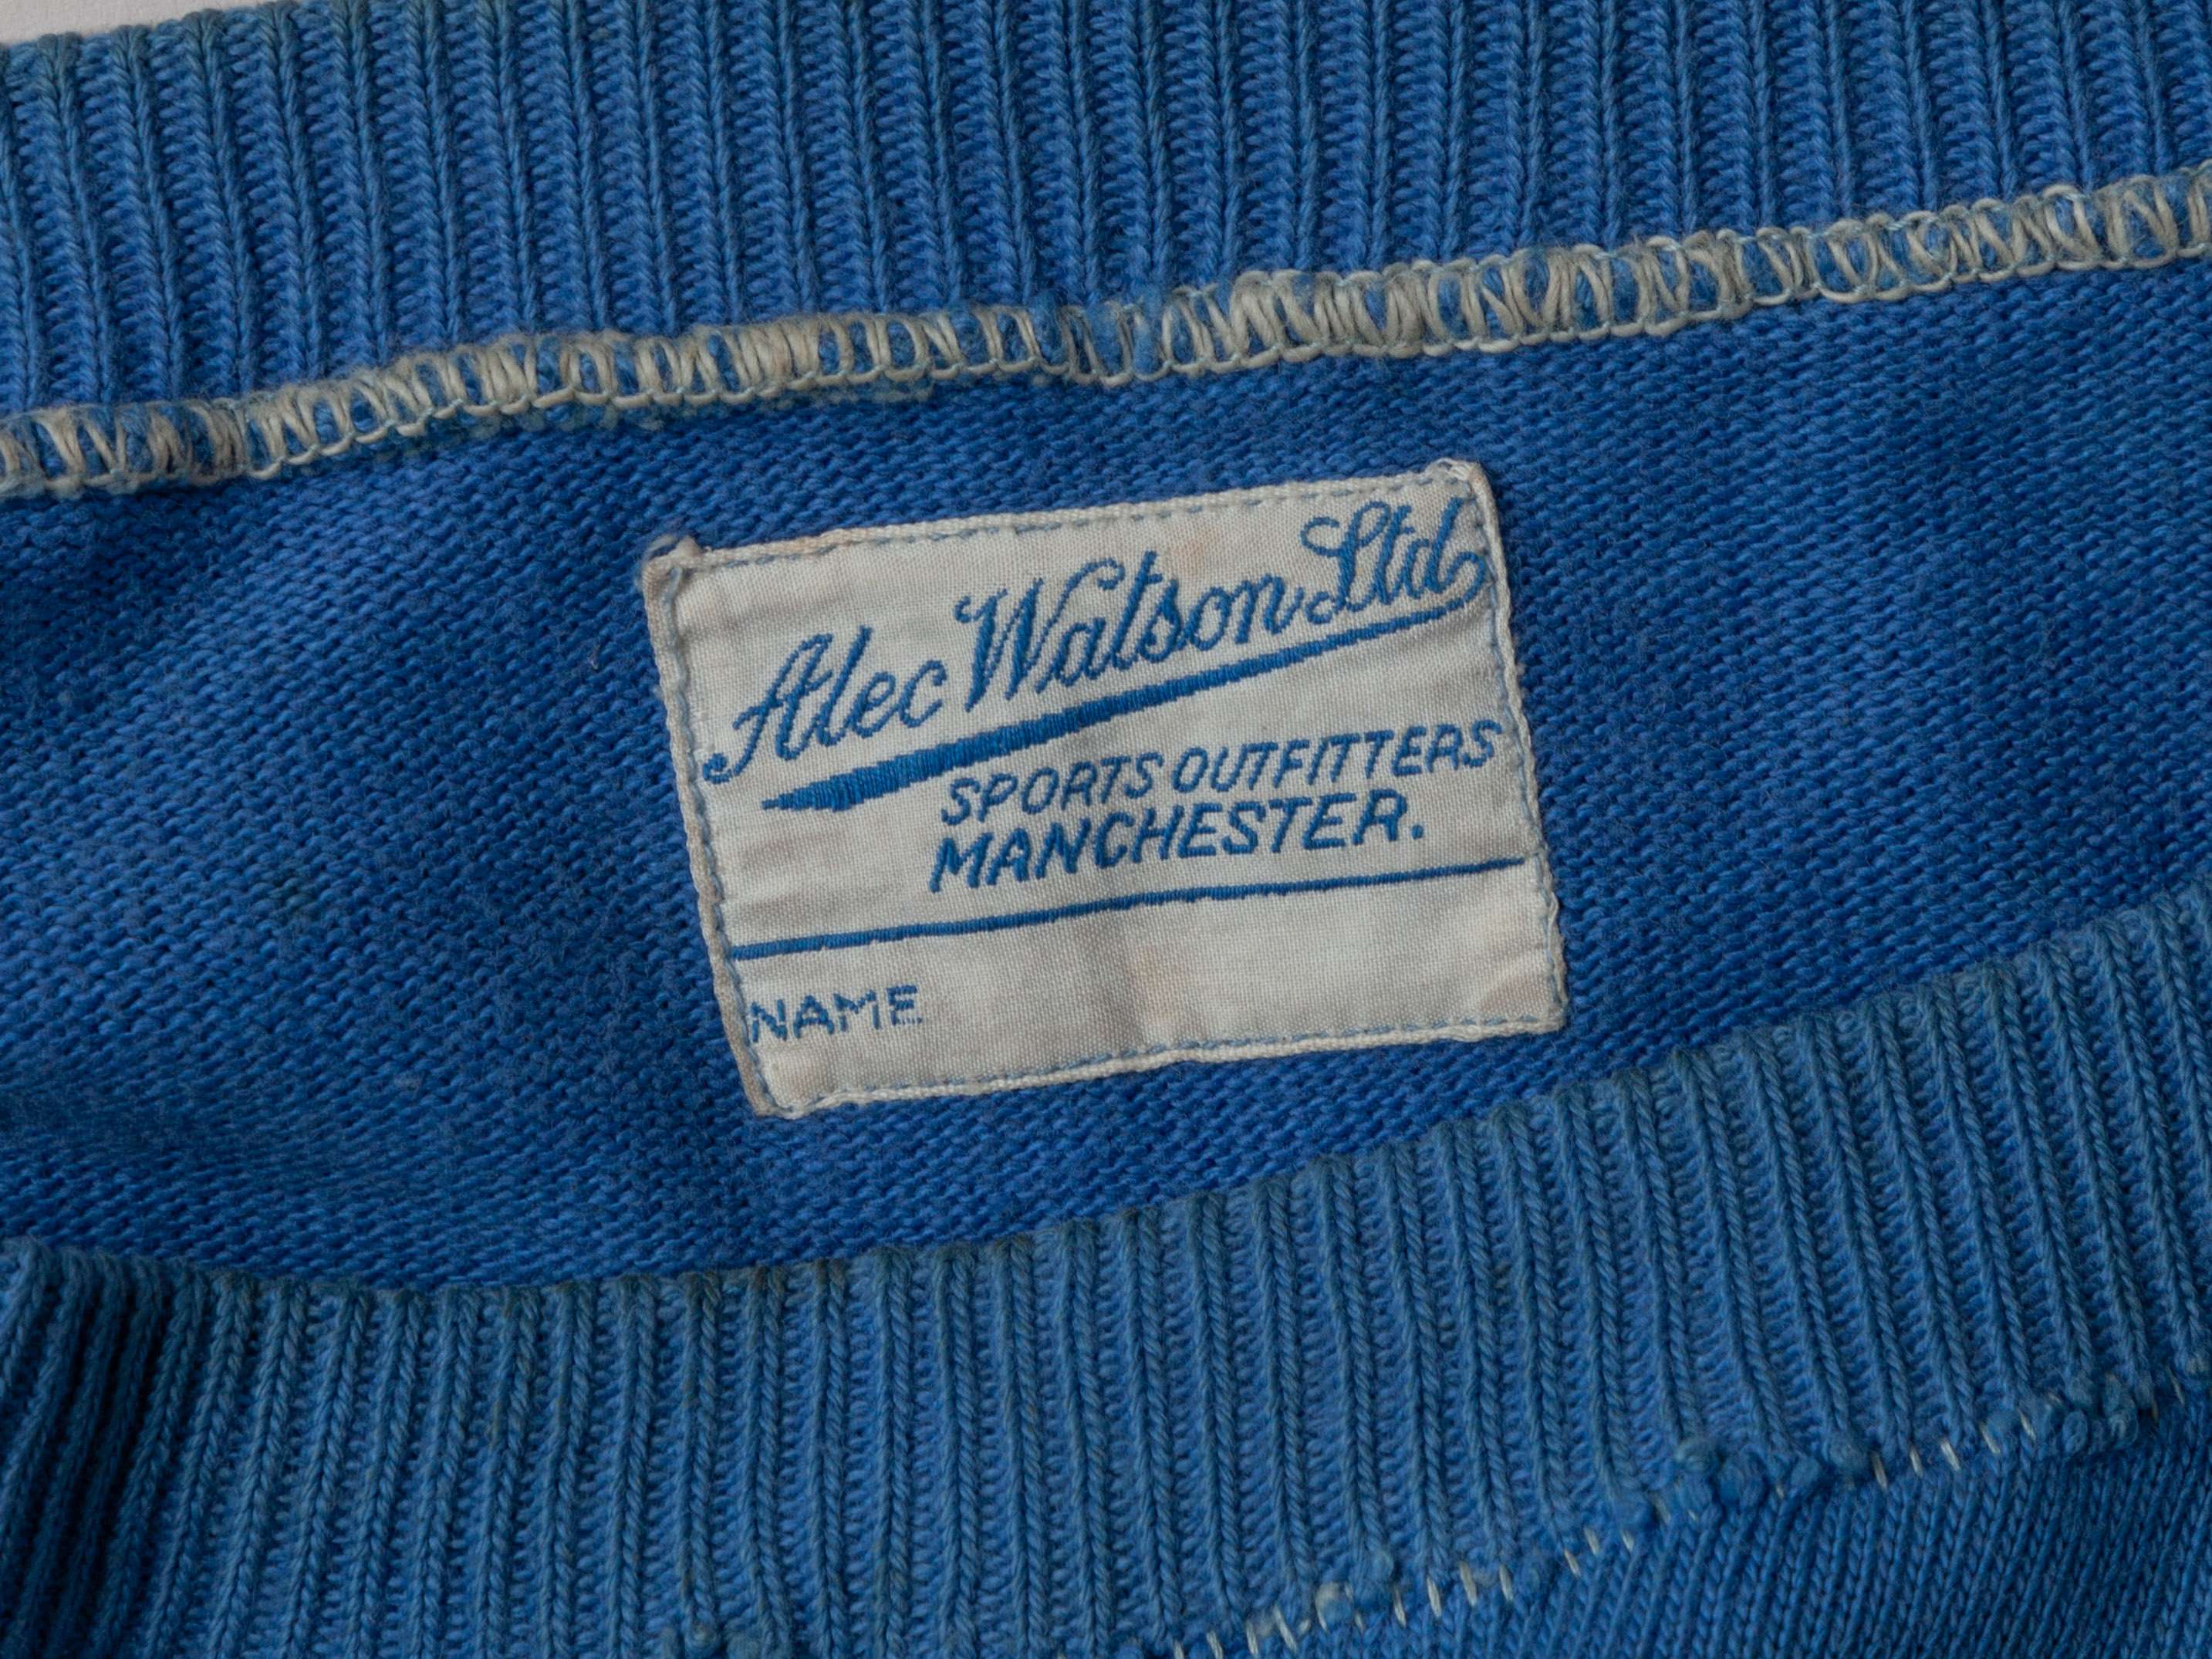 Alec Watson Ltd
SPORTS OUTFITTERS
MANCHESTER.
NAME